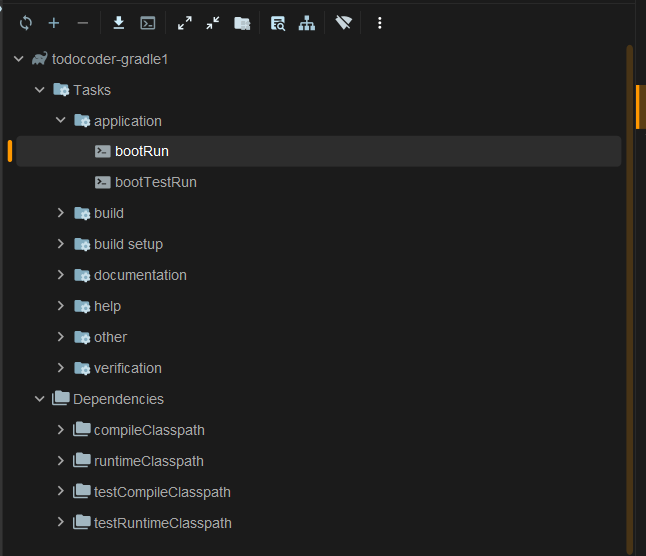 todocoder-gradle1
Tasks
application
bootRun
bootTestRun
build
build setup
documentation
help
other
verification
Dependencies
compileClasspath
runtimeClasspath
testCompileClasspath
testRuntimeClasspath